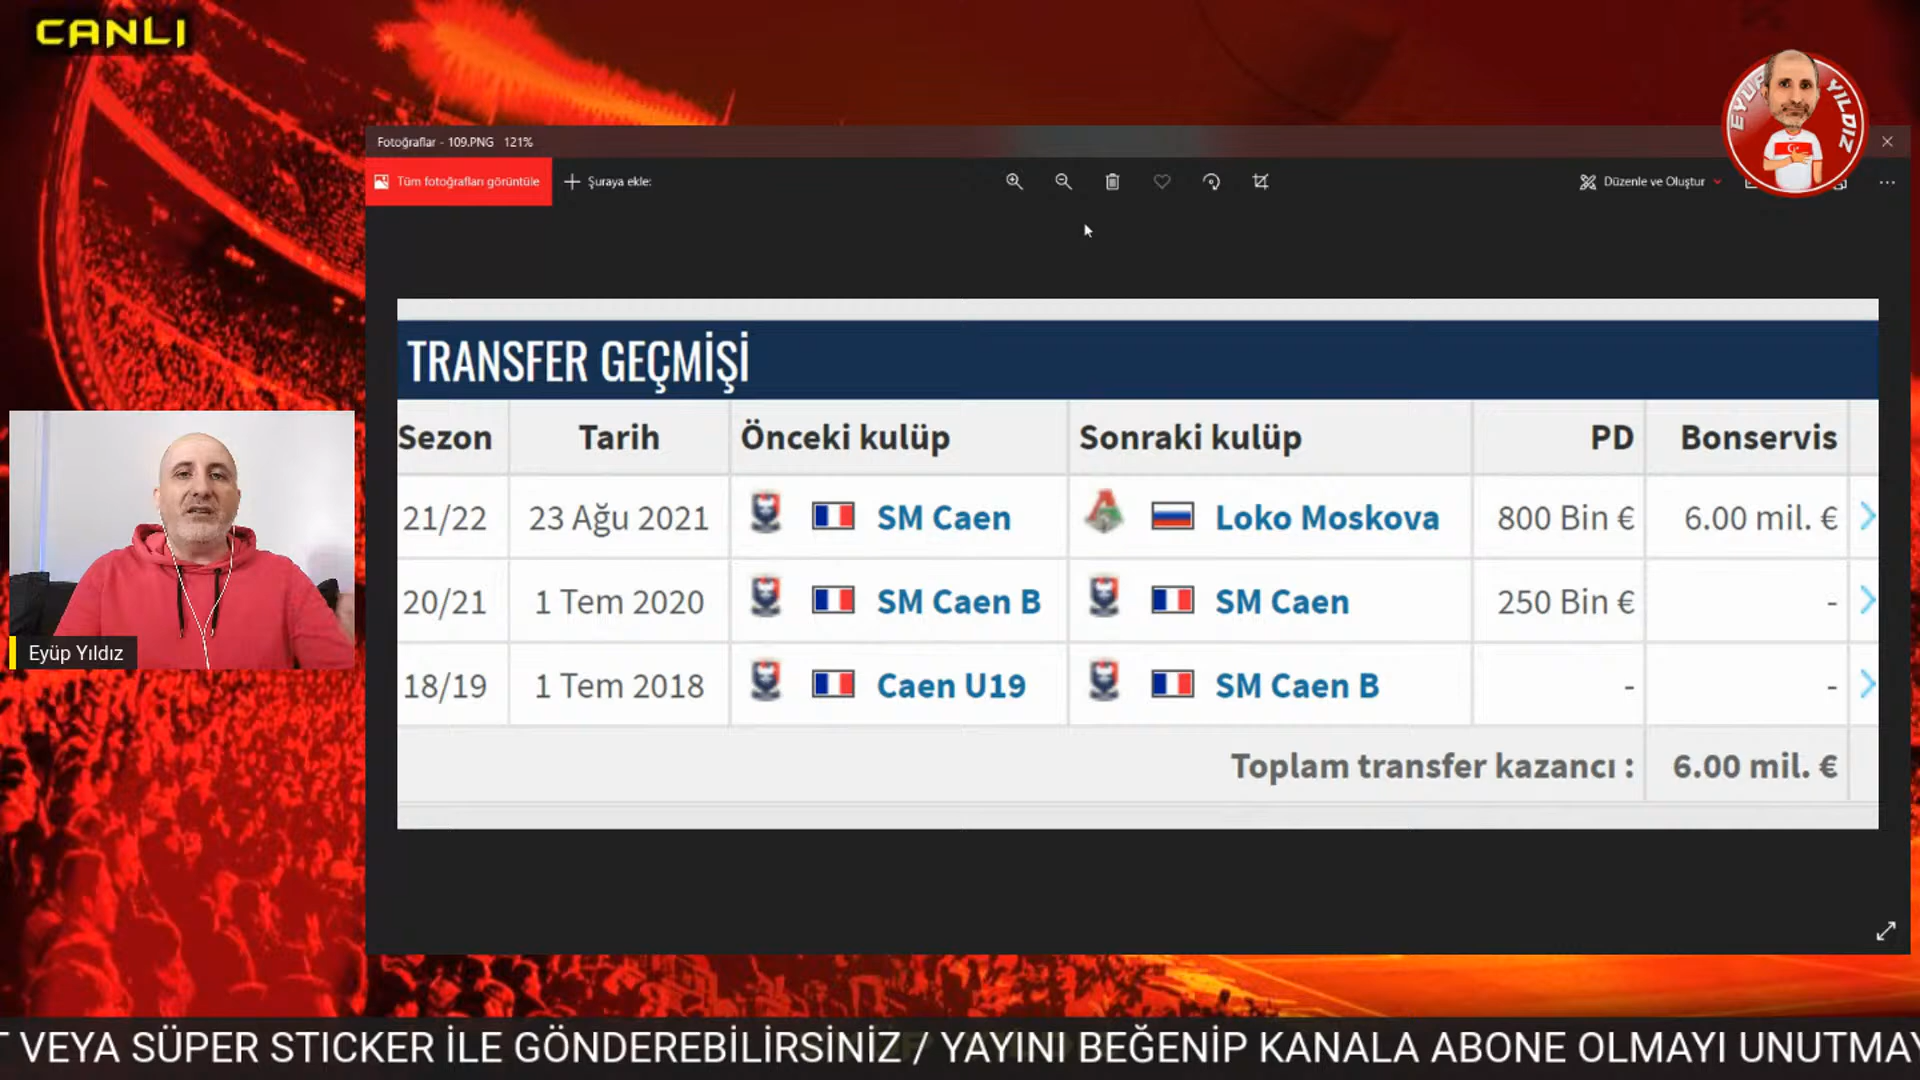 CANLI
EYÜP YILDIZ
Fotoğraflar - 109.PNG 121%
Tüm fotoğrafları görüntüle
Şuraya ekle:
Düzenle ve Oluştur
TRANSFER GEÇMİŞİ
Sezon Tarih Önceki kulüp Sonraki kulüp PD Bonservis
21/22 23 Ağu 2021 SM Caen Loko Moskova 800 Bin € 6.00 mil. €
20/21 1 Tem 2020 SM Caen B SM Caen 250 Bin € -
18/19 1 Tem 2018 Caen U19 SM Caen B - -
Toplam transfer kazancı : 6.00 mil. €
Eyüp Yıldız
T VEYA SÜPER STICKER İLE GÖNDEREBİLİRSİNİZ / YAYINI BEĞENİP KANALA ABONE OLMAYI UNUTMAY